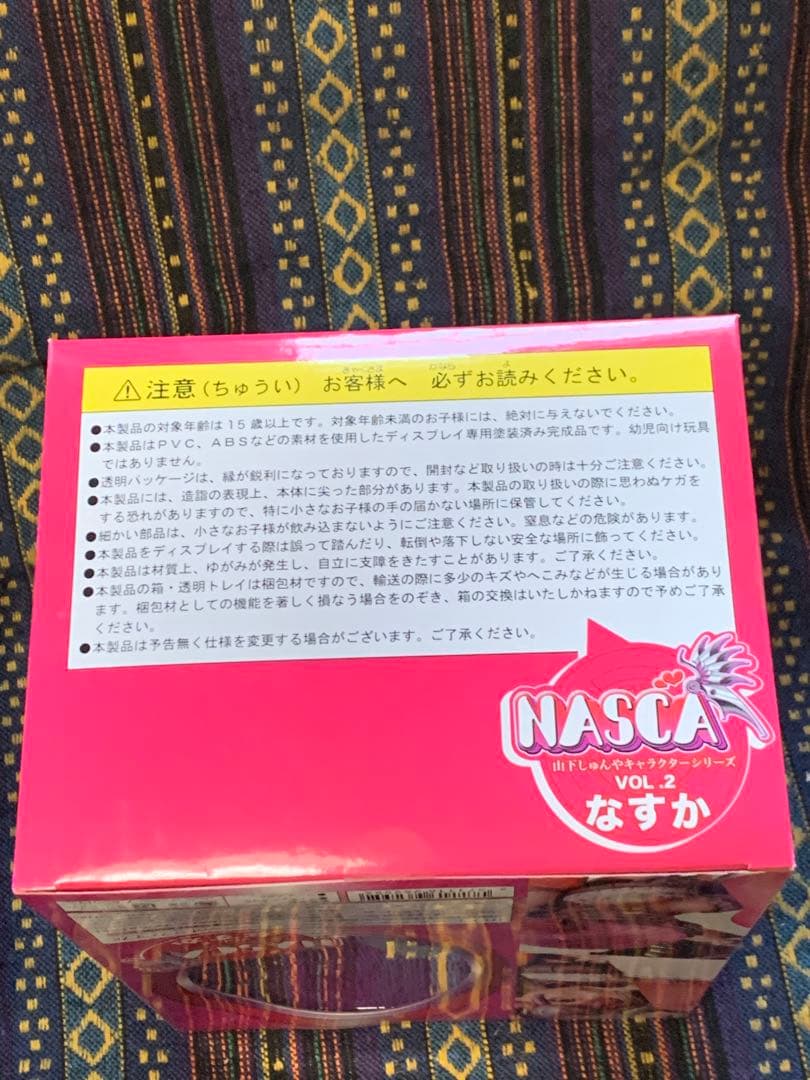 ⚠注意(ちゅうい) お客様へ 必ずお読みください。
●本製品の対象年齢は15歳以上です。対象年齢未満のお子様には、絶対に与えないでください。
●本製品はPVC、ABSなどの素材を使用したディスプレイ専用塗装済み完成品です。幼児向け玩具
ではありません。
●透明パッケージは、縁が鋭利になっておりますので、開封など取り扱いの時は十分ご注意ください。
●本製品には、造詣の表現上、本体に尖った部分があります。本製品の取り扱いの際に思わぬケガを
する恐れがありますので、特に小さなお子様の手の届かない場所に保管してください。
●細かい部品は、小さなお子様が飲み込まないようにご注意ください。窒息などの危険があります。
●本製品をディスプレイする際は誤って踏んだり、転倒や落下しない安全な場所に飾ってください。
●本製品は材質上、ゆがみが発生し、自立に支障をきたすことがあります。ご了承ください。
●本製品の箱・透明トレイは梱包材ですので、輸送の際に多少のキズやへこみなどが生じる場合があり
ます。梱包材としての機能を著しく損なう場合をのぞき、箱の交換はいたしかねますので予めご了承
ください。
●本製品は予告無く仕様を変更する場合がございます。ご了承ください。
NASCA
山下しゅんやキャラクターシリーズ
VOL.2
なすか